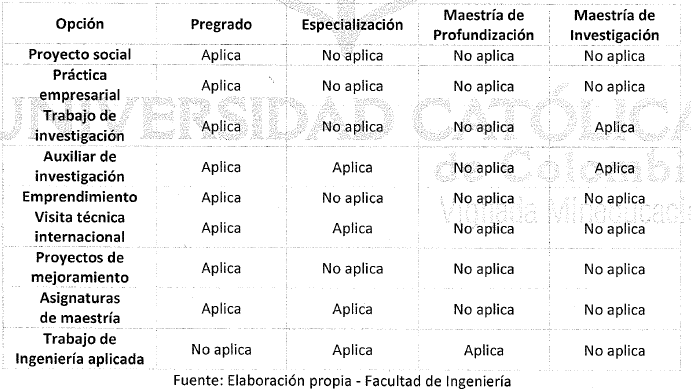 Opción Pregrado Especialización Maestría de Profundización Maestría de Investigación
Proyecto social Aplica No aplica No aplica No aplica
Práctica empresarial Aplica No aplica No aplica No aplica
Trabajo de investigación Aplica No aplica No aplica Aplica
Auxiliar de investigación Aplica Aplica No aplica Aplica
Emprendimiento Aplica No aplica No aplica No aplica
Visita técnica internacional Aplica Aplica No aplica No aplica
Proyectos de mejoramiento Aplica No aplica No aplica No aplica
Asignaturas de maestría Aplica Aplica No aplica No aplica
Trabajo de Ingeniería aplicada No aplica Aplica Aplica No aplica
Fuente: Elaboración propia - Facultad de Ingeniería
UNIVERSIDAD CATÓLICA
de Colombi
Vigilada Mineducació